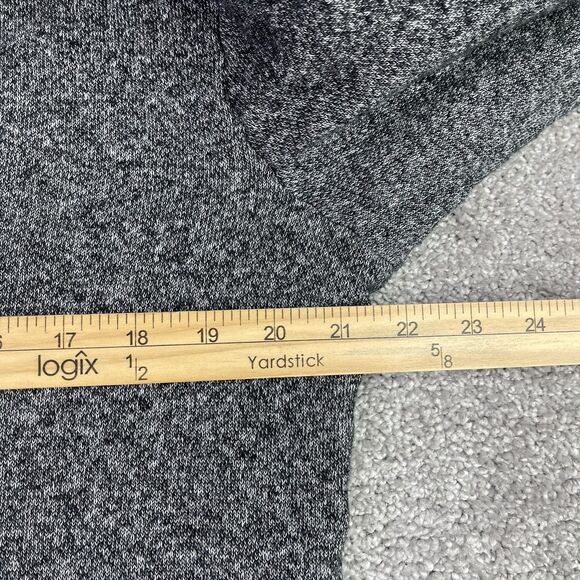 17 18 19 20 21 22 23 24
logix 1/2 Yardstick 5/8